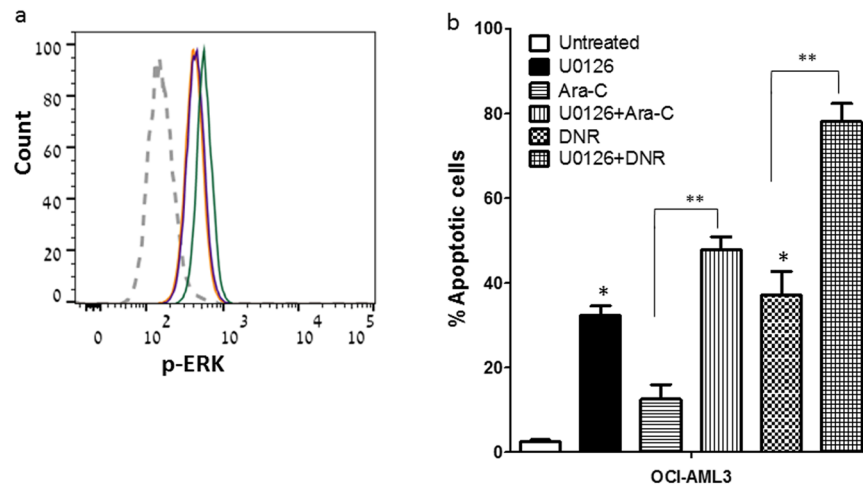 a
Count
100
80
60
40
20
0
0
10 2
10 3
10 4
10 5
p-ERK
b
% Apoptotic cells
100
80
60
40
20
0
Untreated
U0126
Ara-C
U0126+Ara-C
DNR
U0126+DNR
*
**
*
**
OCI-AML3